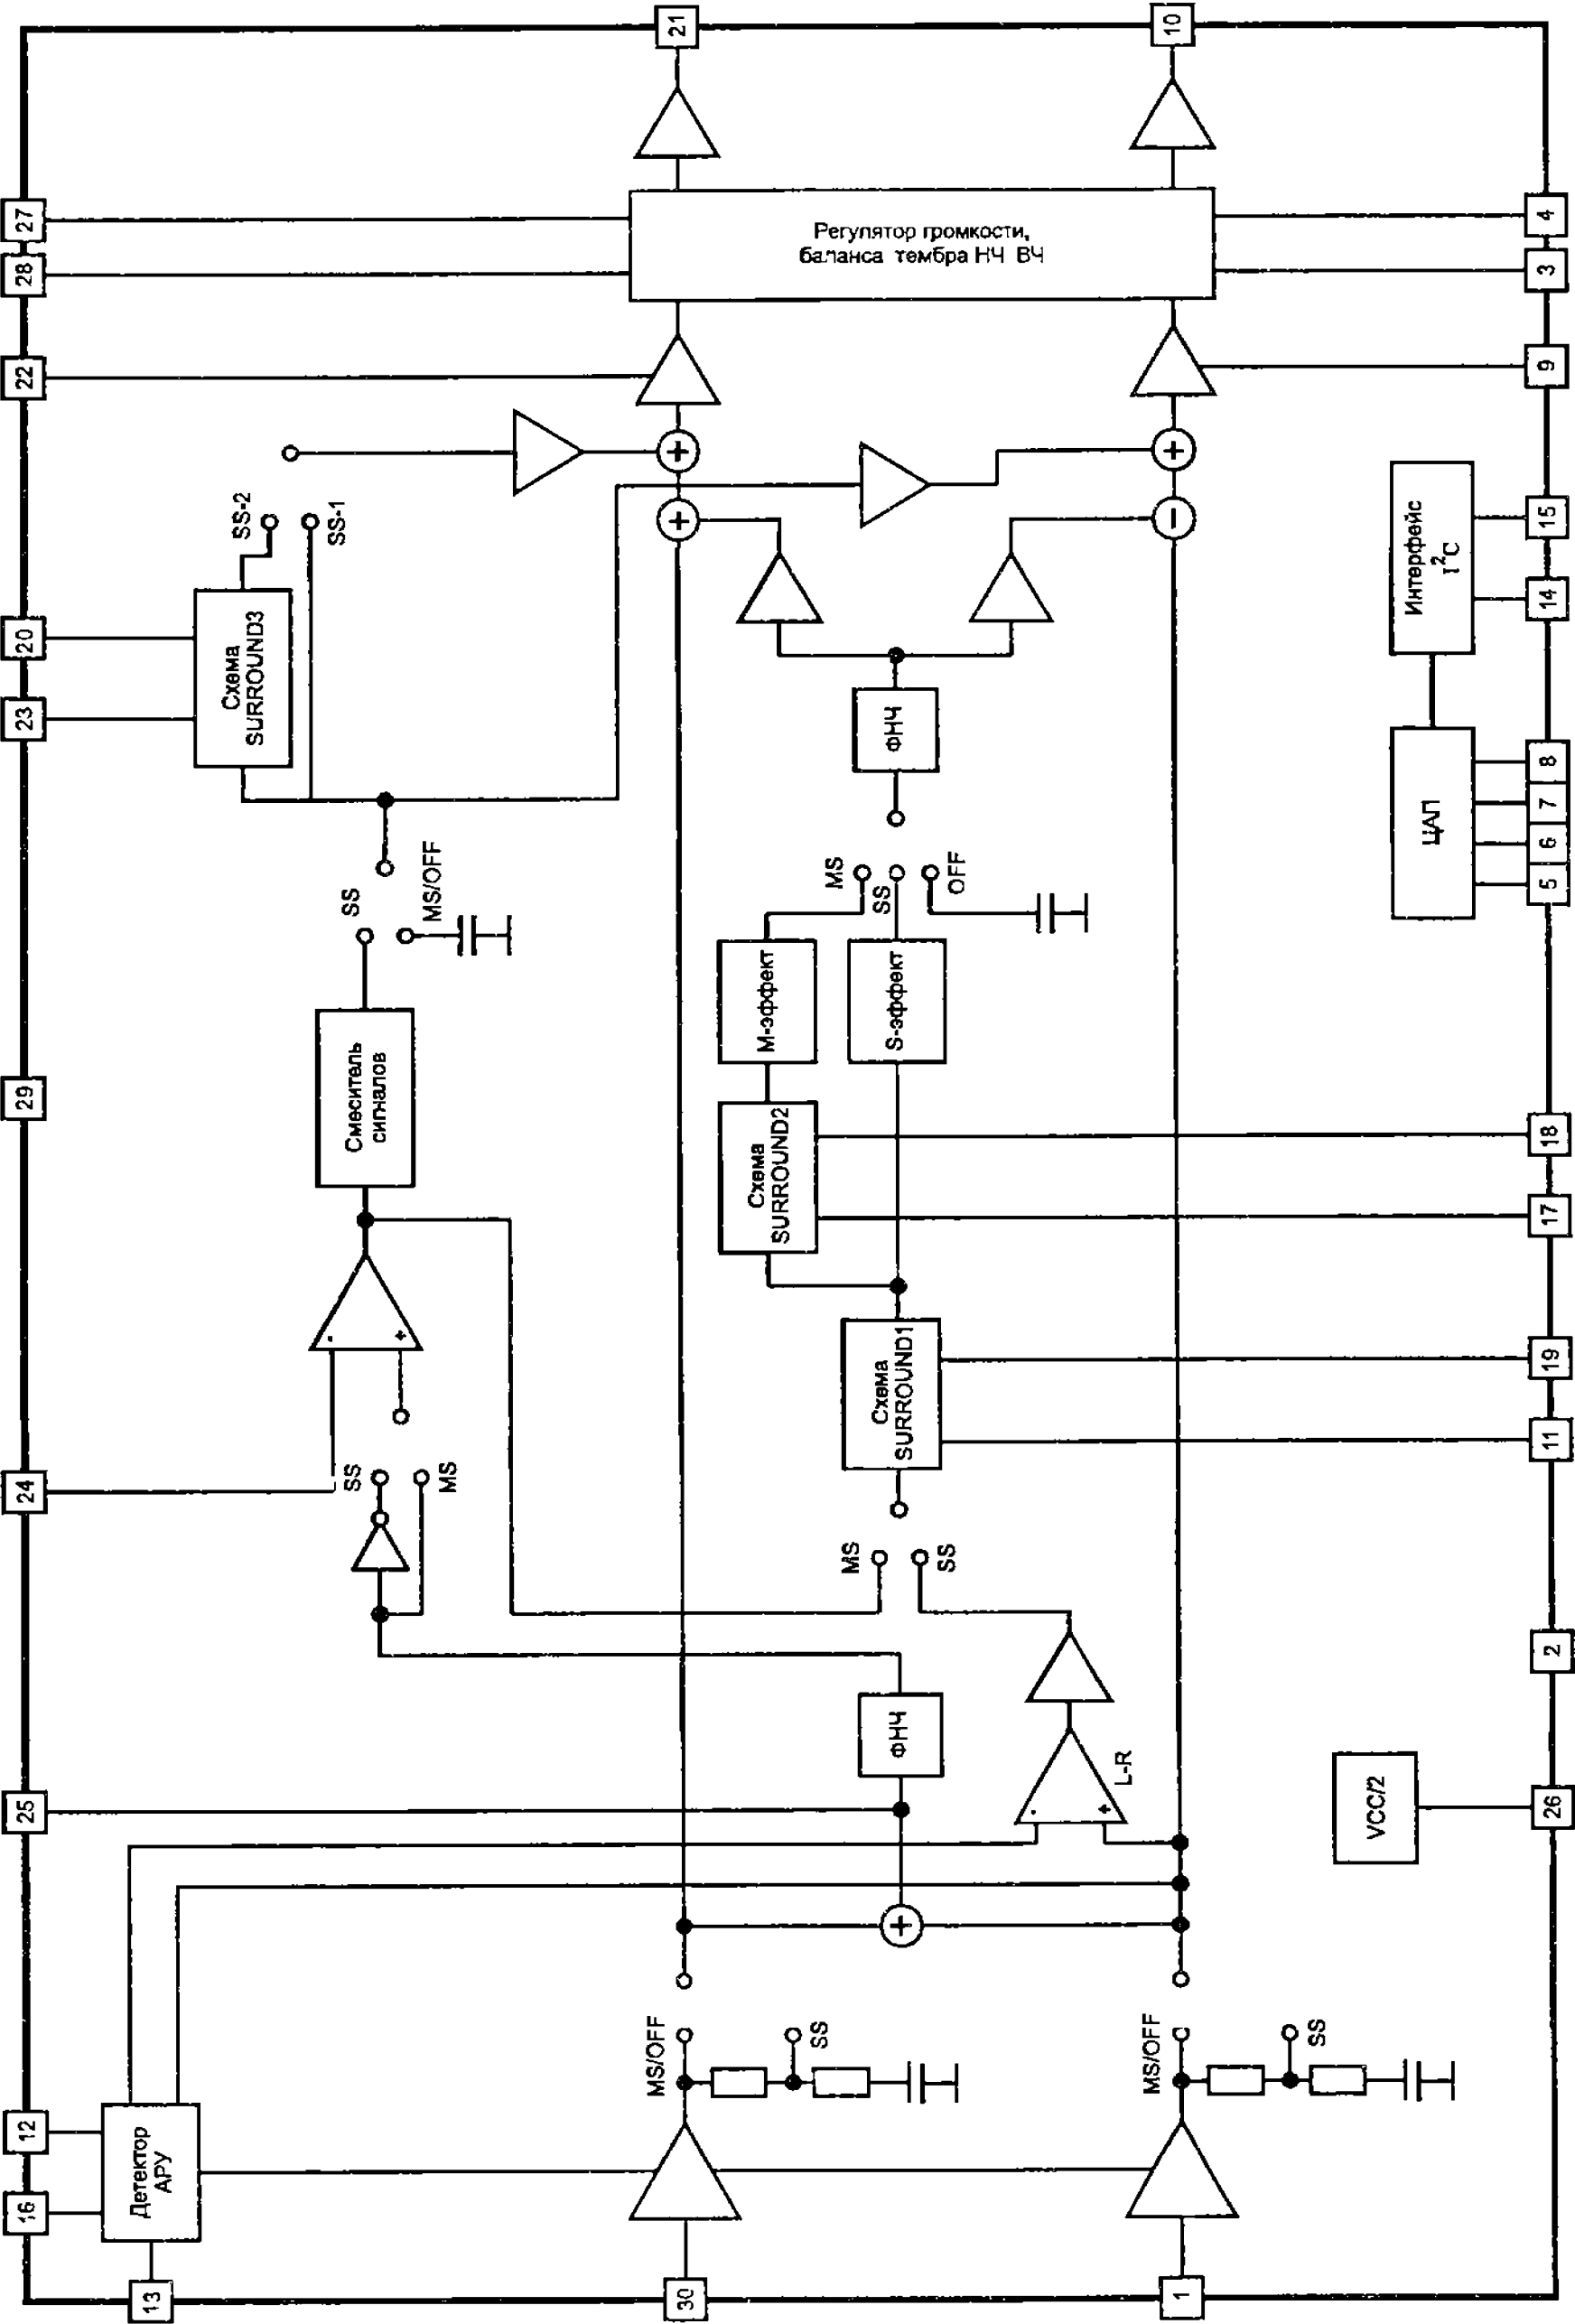 16
12
25
24
29
23
20
22
28
27
13
Детектор
АРУ
Схема
SURROUND3
SS-2
SS-1
-
+
SS
MS
Смеситель
сигналов
SS
MS/OFF
30
MS/OFF
SS
+
+
21
Схема
SURROUND2
М-эффект
MS
SS
OFF
Регулятор громкости,
баланса тембра НЧ ВЧ
+
ФНЧ
MS
SS
Схема
SURROUND1
S-эффект
ФНЧ
-
+
L-R
1
MS/OFF
SS
-
+
10
VCC/2
ЦАП
Интерфейс
I²C
26
2
11
19
17
18
5
6
7
8
14
15
9
3
4